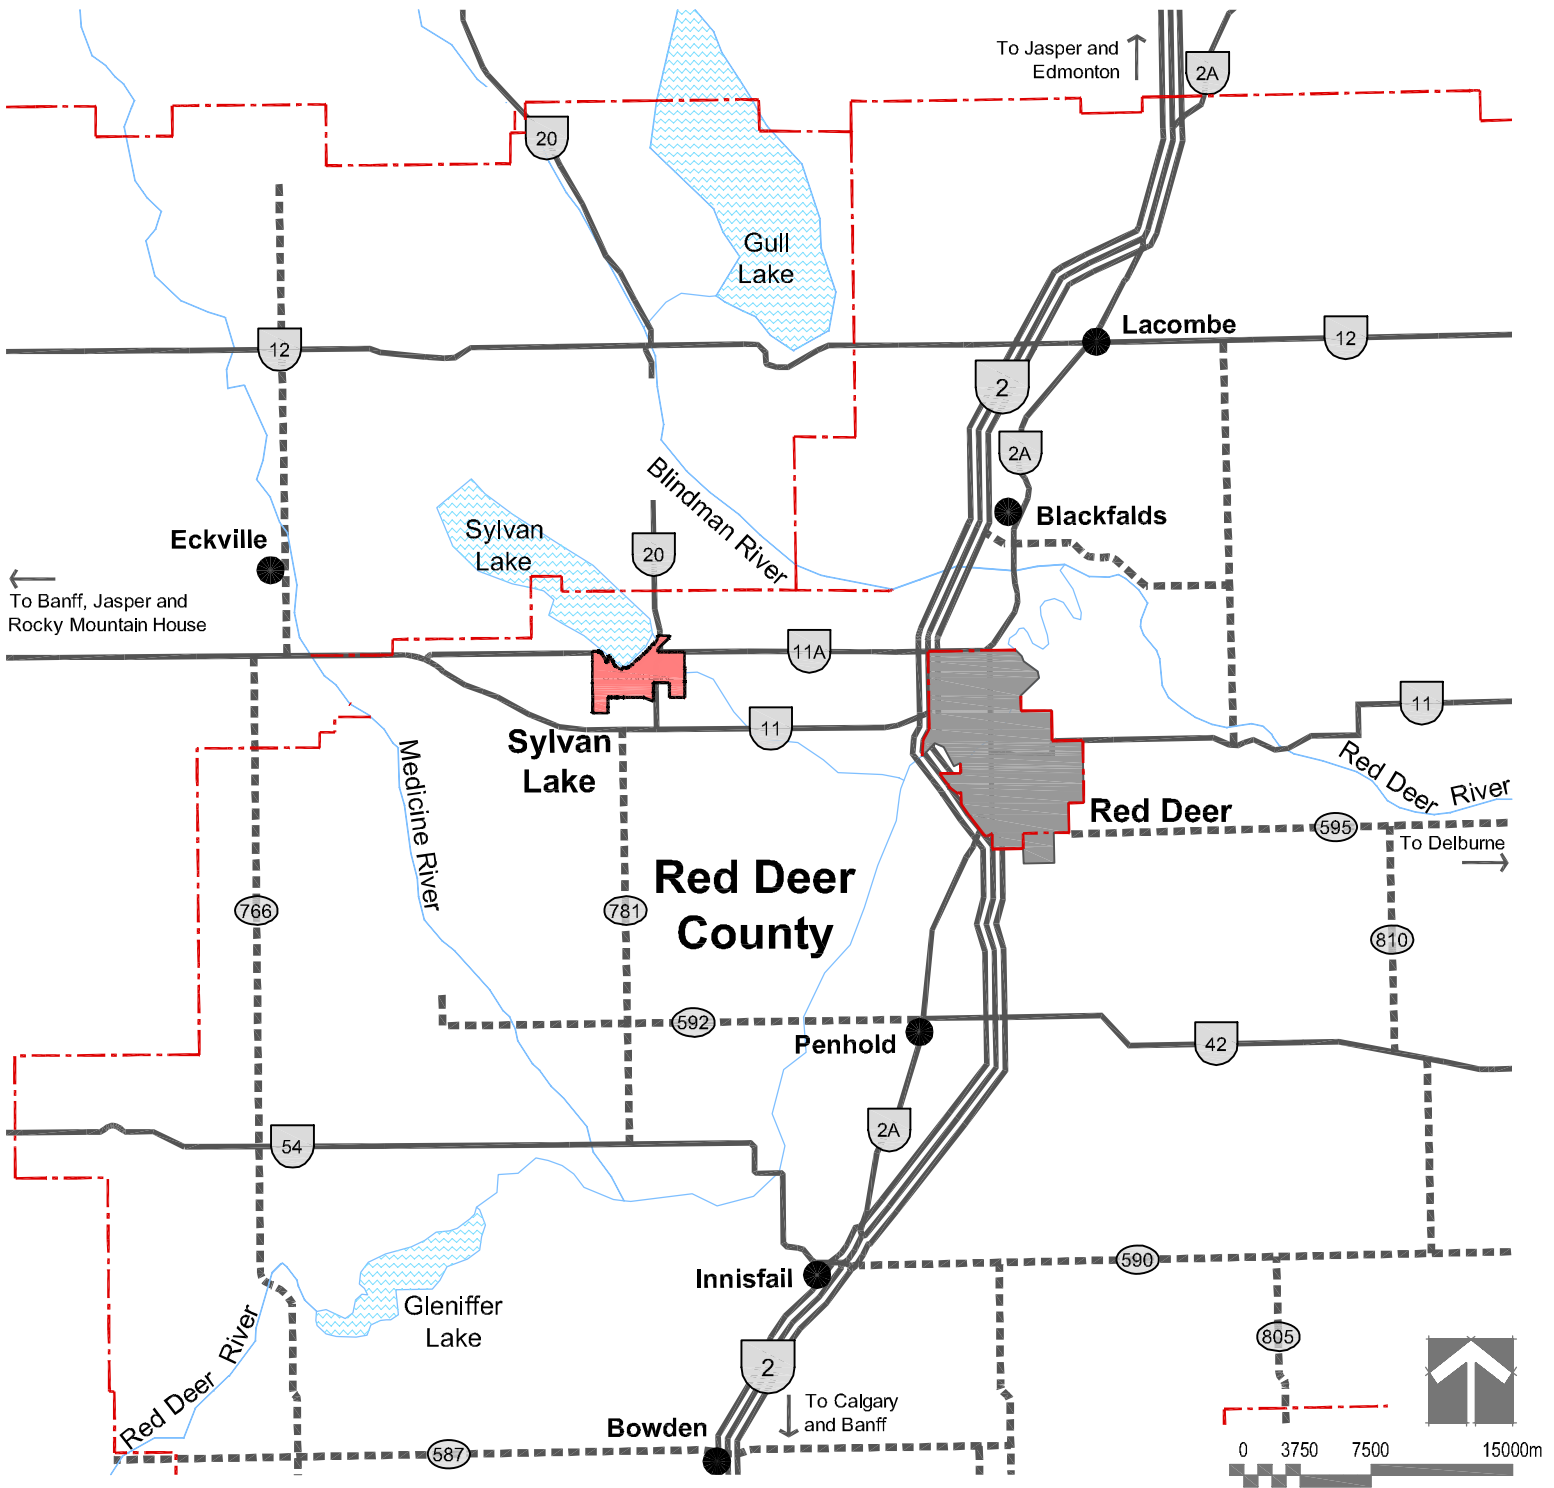 To Jasper and
Edmonton
2A
20
Gull
Lake
Lacombe
12
12
2
2A
Blindman River
Sylvan
Lake
Blackfalds
Eckville
20
To Banff, Jasper and
Rocky Mountain House
11A
11
11
Sylvan
Lake
Medicine River
Red Deer River
Red Deer
595
To Delburne
Red Deer
County
766
781
810
592
Penhold
42
2A
54
590
Innisfail
Gleniffer
Lake
Red Deer River
805
2
To Calgary
and Banff
Bowden
587
0 3750 7500 15000m